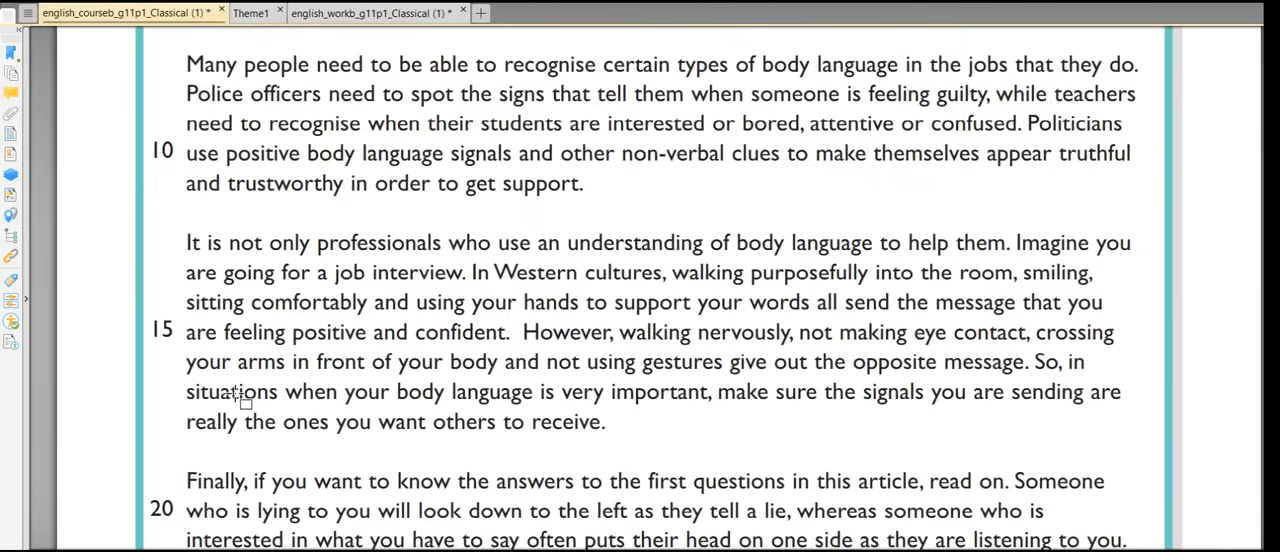 english_courseb_g11p1_Classical (1) * × Theme1 × english_workb_g11p1_Classical (1) * ×
Many people need to be able to recognise certain types of body language in the jobs that they do.
Police officers need to spot the signs that tell them when someone is feeling guilty, while teachers
need to recognise when their students are interested or bored, attentive or confused. Politicians
10 use positive body language signals and other non-verbal clues to make themselves appear truthful
and trustworthy in order to get support.
It is not only professionals who use an understanding of body language to help them. Imagine you
are going for a job interview. In Western cultures, walking purposefully into the room, smiling,
sitting comfortably and using your hands to support your words all send the message that you
15 are feeling positive and confident. However, walking nervously, not making eye contact, crossing
your arms in front of your body and not using gestures give out the opposite message. So, in
situations when your body language is very important, make sure the signals you are sending are
really the ones you want others to receive.
Finally, if you want to know the answers to the first questions in this article, read on. Someone
20 who is lying to you will look down to the left as they tell a lie, whereas someone who is
interested in what you have to say often puts their head on one side as they are listening to you.